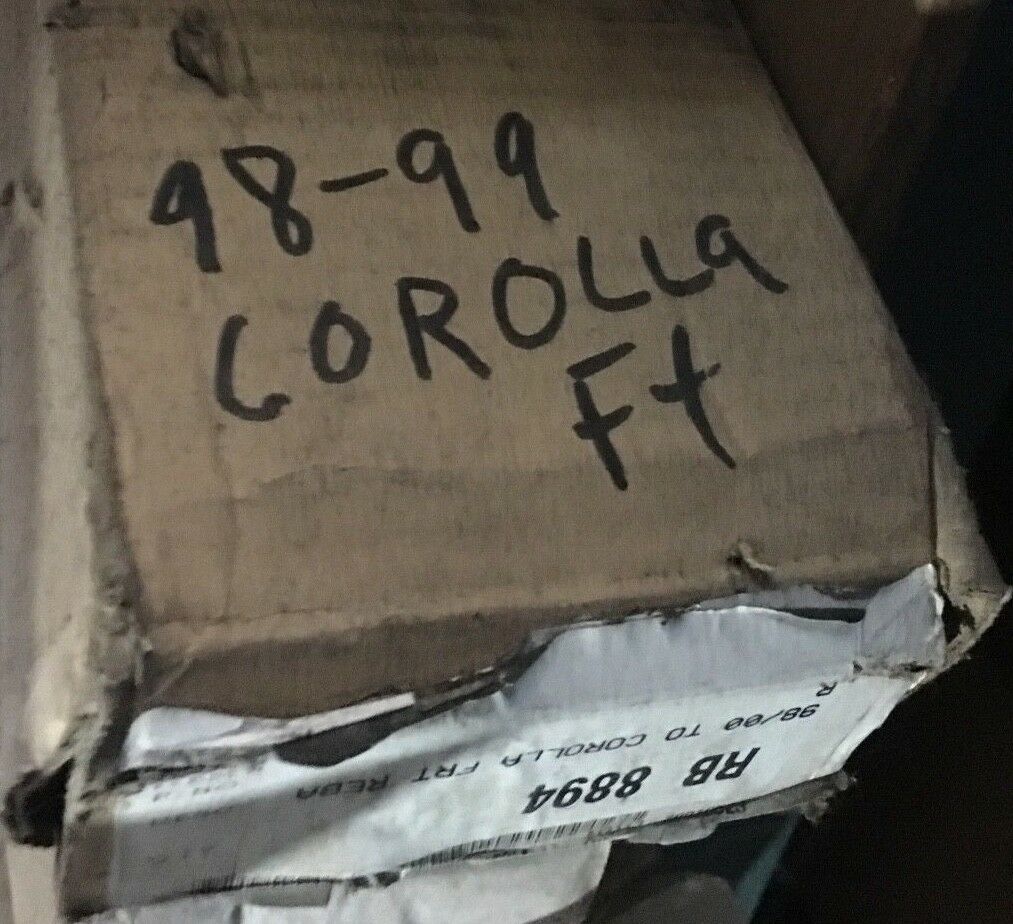 98-99
COROLLa
Ft
R
98/00 TO COROLLA FRT REBA
RB 8894